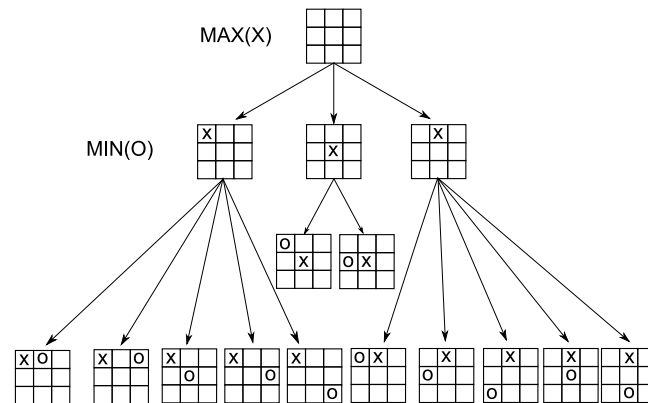 MAX(X)
X X X
MIN(O)
O O
X O X
X O X O X X X O X X X X X
O O O O O
O O O